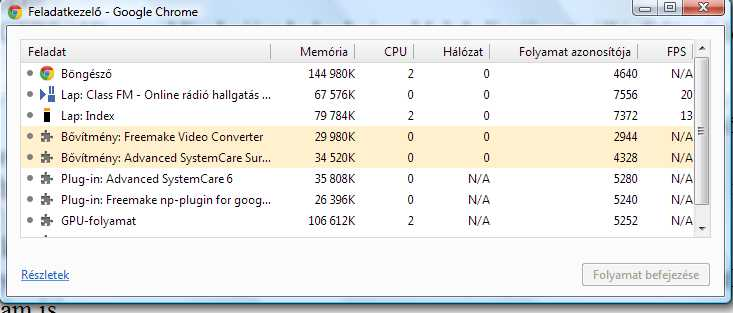 Feladatkezelő - Google Chrome
Feladat Memória CPU Hálózat Folyamat azonosítója FPS
Böngésző 144 980K 2 0 4640 N/A
Lap: Class FM - Online rádió hallgatás ... 67 576K 0 0 7556 20
Lap: Index 79 784K 2 0 7372 13
Bővítmény: Freemake Video Converter 29 980K 0 0 2944 N/A
Bővítmény: Advanced SystemCare Sur... 34 520K 0 0 4328 N/A
Plug-in: Advanced SystemCare 6 35 808K 0 N/A 5280 N/A
Plug-in: Freemake np-plugin for goog... 26 396K 0 N/A 5240 N/A
GPU-folyamat 106 612K 2 N/A 5252 N/A
Részletek Folyamat befejezése
am is